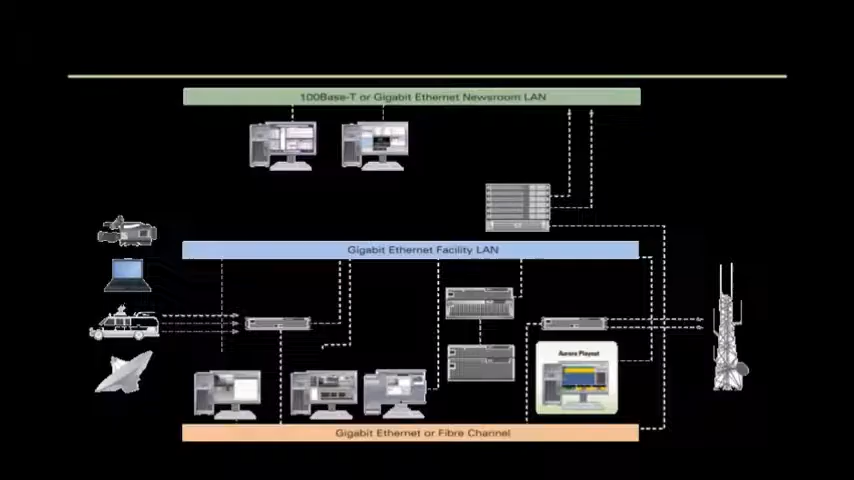 100Base-T or Gigabit Ethernet Newsroom LAN
Gigabit Ethernet Facility LAN
Aurora Playout
Gigabit Ethernet or Fibre Channel